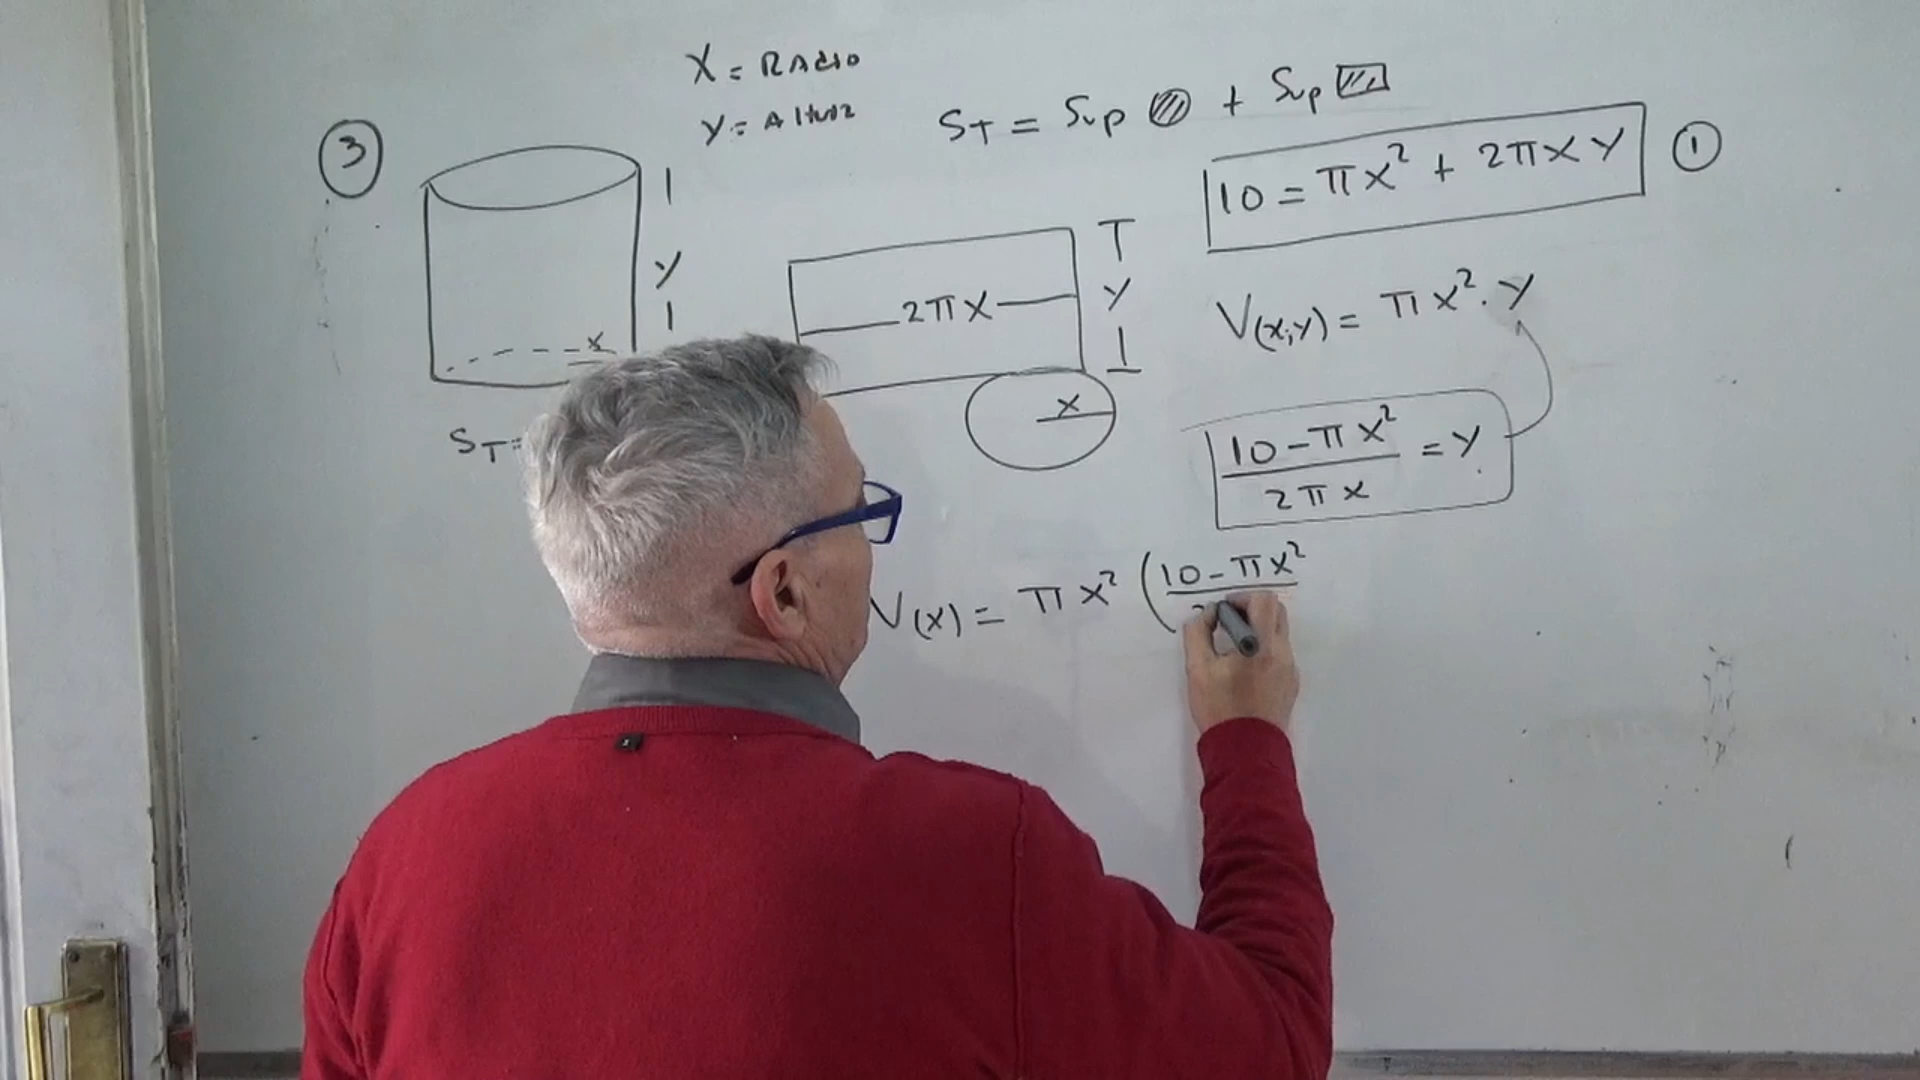 X = RADIO
Y = Altura
3
ST = Sup + Sup
10 = πx² + 2πxy
1
y
x
2πx
y
x
V(x;y) = πx² · y
ST =
10 - πx² / 2πx = y
V(x) = πx² (10 - πx²